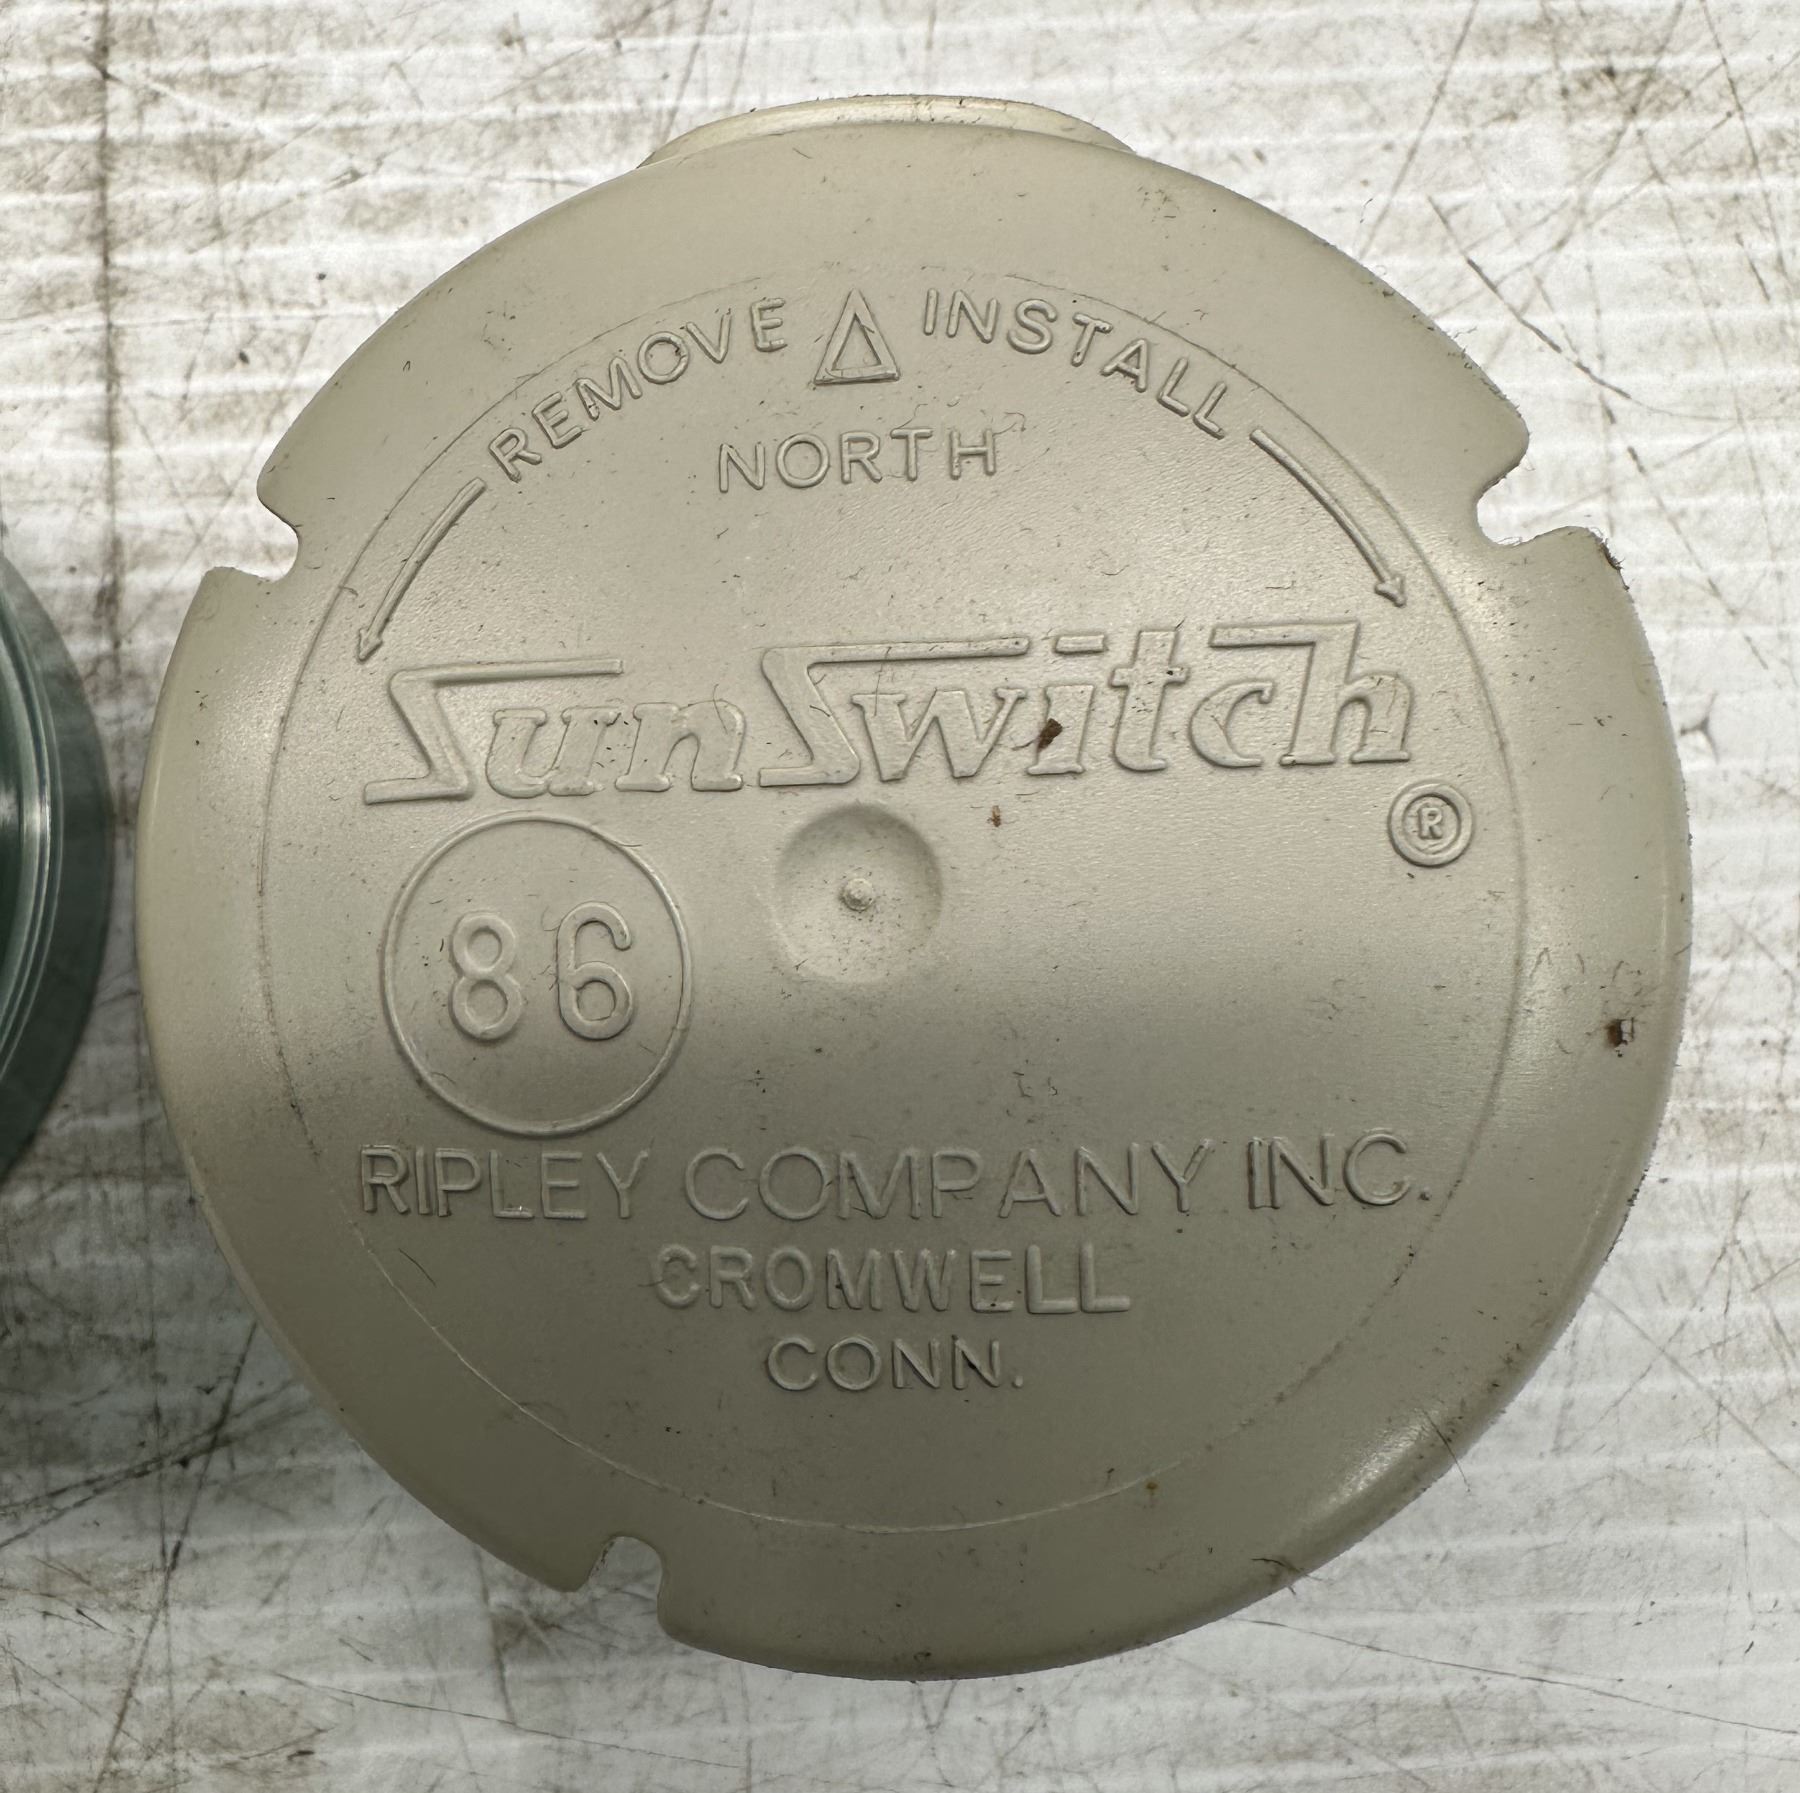 REMOVE △ INSTALL
NORTH
SunSwitch ®
86
RIPLEY COMPANY INC.
CROMWELL
CONN.